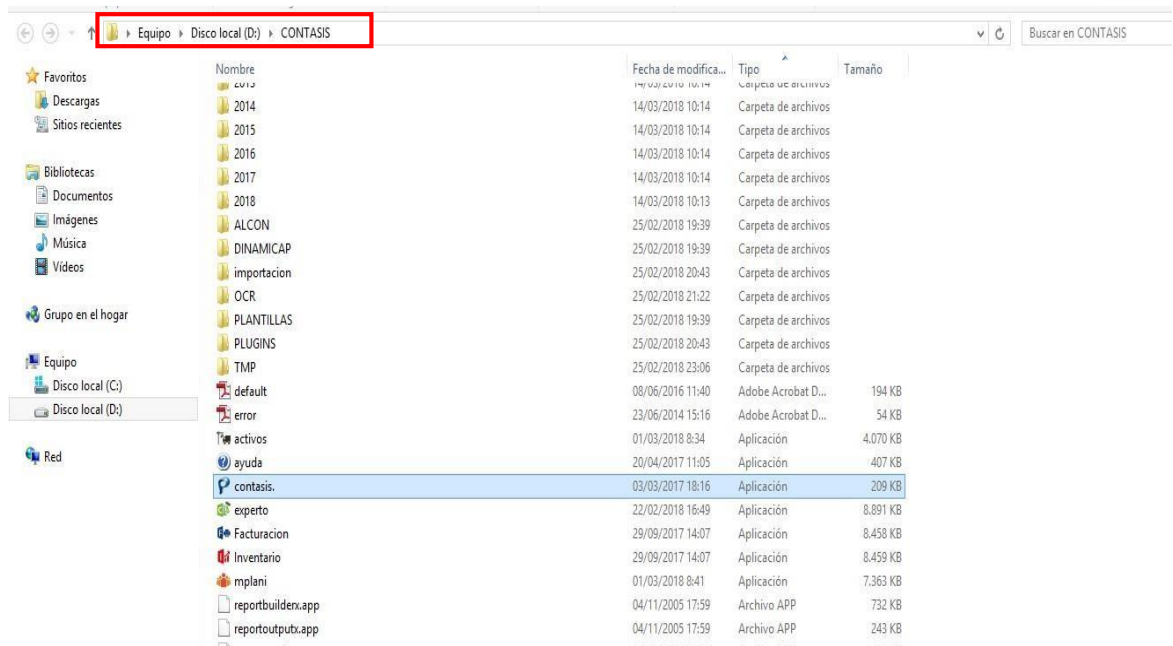 Equipo Disco local (D:) CONTASIS
Buscar en CONTASIS
Nombre Fecha de modifica... Tipo Tamaño
2014 14/03/2018 10:14 Carpeta de archivos
2015 14/03/2018 10:14 Carpeta de archivos
2016 14/03/2018 10:14 Carpeta de archivos
2017 14/03/2018 10:14 Carpeta de archivos
2018 14/03/2018 10:13 Carpeta de archivos
ALCON 25/02/2018 19:39 Carpeta de archivos
DINAMICAP 25/02/2018 19:39 Carpeta de archivos
importacion 25/02/2018 20:43 Carpeta de archivos
OCR 25/02/2018 21:22 Carpeta de archivos
PLANTILLAS 25/02/2018 19:39 Carpeta de archivos
PLUGINS 25/02/2018 20:43 Carpeta de archivos
TMP 25/02/2018 23:06 Carpeta de archivos
default 08/06/2016 11:40 Adobe Acrobat D... 194 KB
error 23/06/2014 15:16 Adobe Acrobat D... 54 KB
activos 01/03/2018 8:34 Aplicación 4.070 KB
ayuda 20/04/2017 11:05 Aplicación 407 KB
contasis. 03/03/2017 18:16 Aplicación 209 KB
experto 22/02/2018 16:49 Aplicación 8.891 KB
Facturacion 29/09/2017 14:07 Aplicación 8.458 KB
Inventario 29/09/2017 14:07 Aplicación 8.459 KB
mplani 01/03/2018 8:41 Aplicación 7.363 KB
reportbuilderx.app 04/11/2005 17:59 Archivo APP 732 KB
reportoutputx.app 04/11/2005 17:59 Archivo APP 243 KB
Favoritos
Descargas
Sitios recientes
Bibliotecas
Documentos
Imágenes
Música
Vídeos
Grupo en el hogar
Equipo
Disco local (C:)
Disco local (D:)
Red